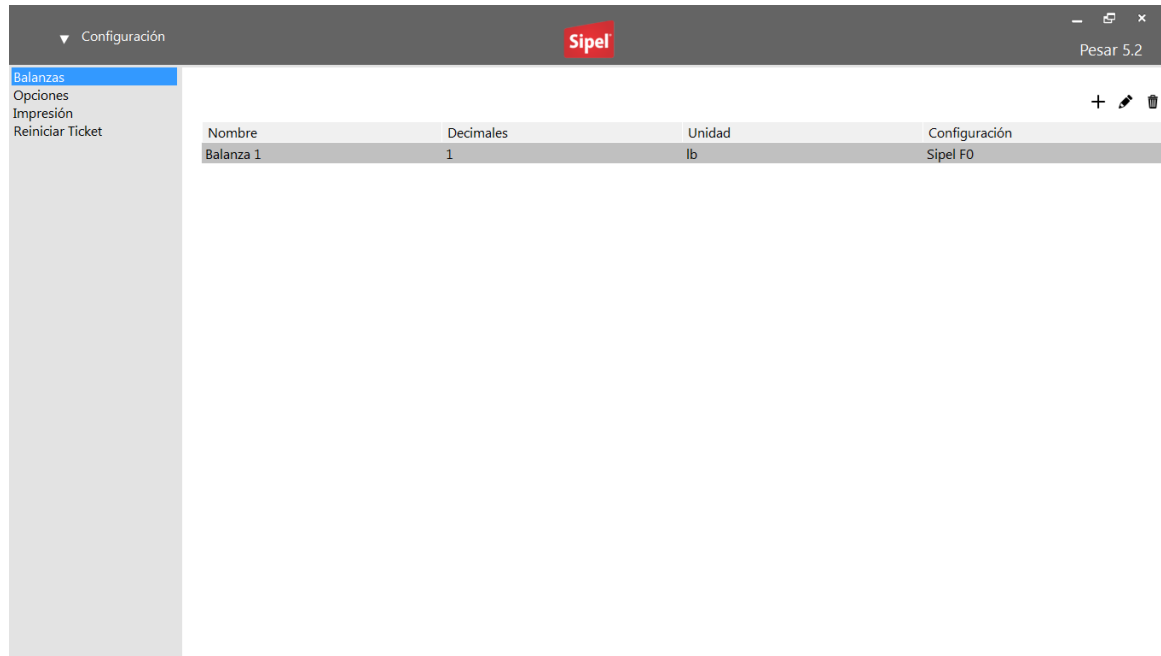 Configuración
Sipel
Pesar 5.2
Balanzas
Opciones
Impresión
Reiniciar Ticket
Nombre Decimales Unidad Configuración
Balanza 1 1 lb Sipel F0